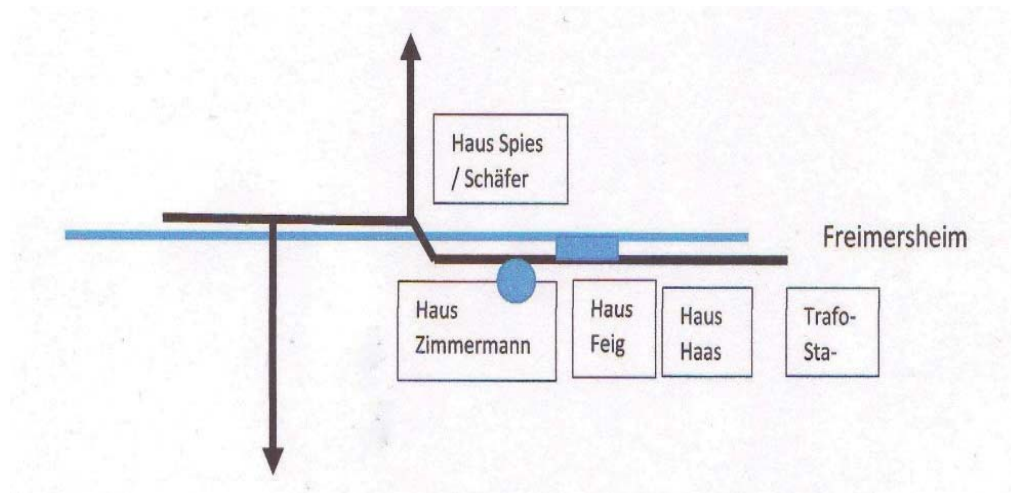 Haus Spies
/ Schäfer
Freimersheim
Haus
Zimmermann
Haus
Feig
Haus
Haas
Trafo-
Sta-